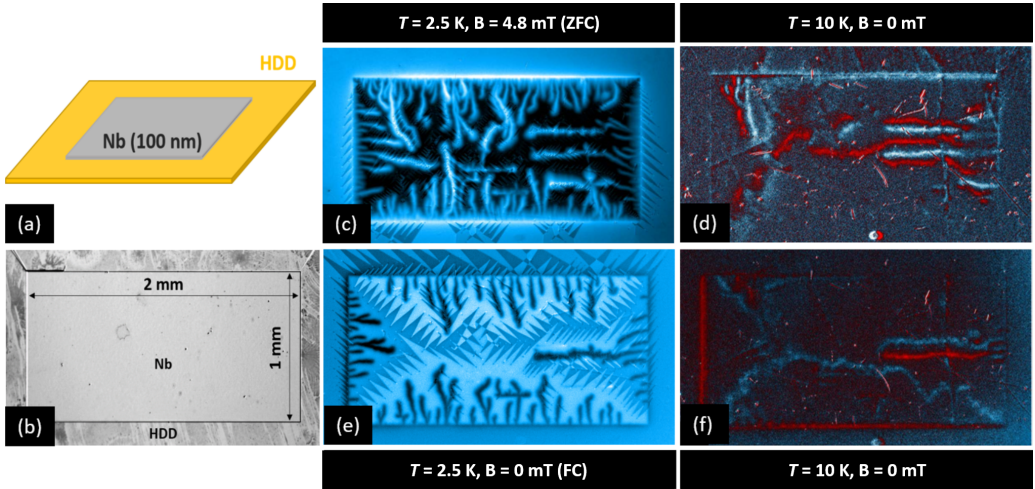 T = 2.5 K, B = 4.8 mT (ZFC)
T = 10 K, B = 0 mT
HDD
Nb (100 nm)
(a)
(c)
(d)
2 mm
1 mm
Nb
HDD
(b)
(e)
(f)
T = 2.5 K, B = 0 mT (FC)
T = 10 K, B = 0 mT